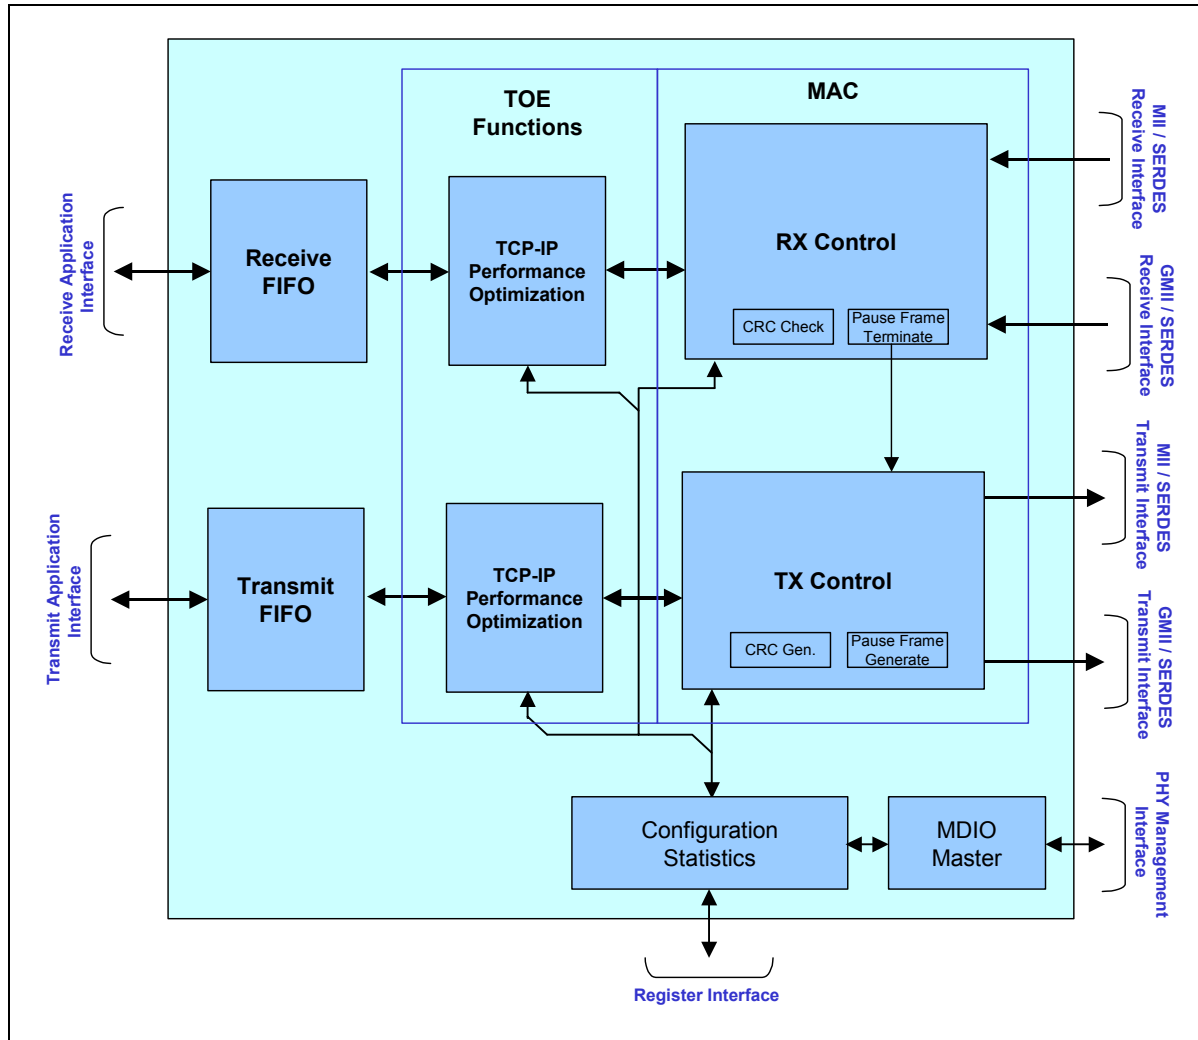 TOE
Functions
MAC
MII / SERDES
Receive Interface
Receive Application
Interface
Receive
FIFO
TCP-IP
Performance
Optimization
RX Control
CRC Check
Pause Frame
Terminate
GMII / SERDES
Receive Interface
MII / SERDES
Transmit Interface
Transmit Application
Interface
Transmit
FIFO
TCP-IP
Performance
Optimization
TX Control
CRC Gen.
Pause Frame
Generate
GMII / SERDES
Transmit Interface
Configuration
Statistics
MDIO
Master
PHY Management
Interface
Register Interface